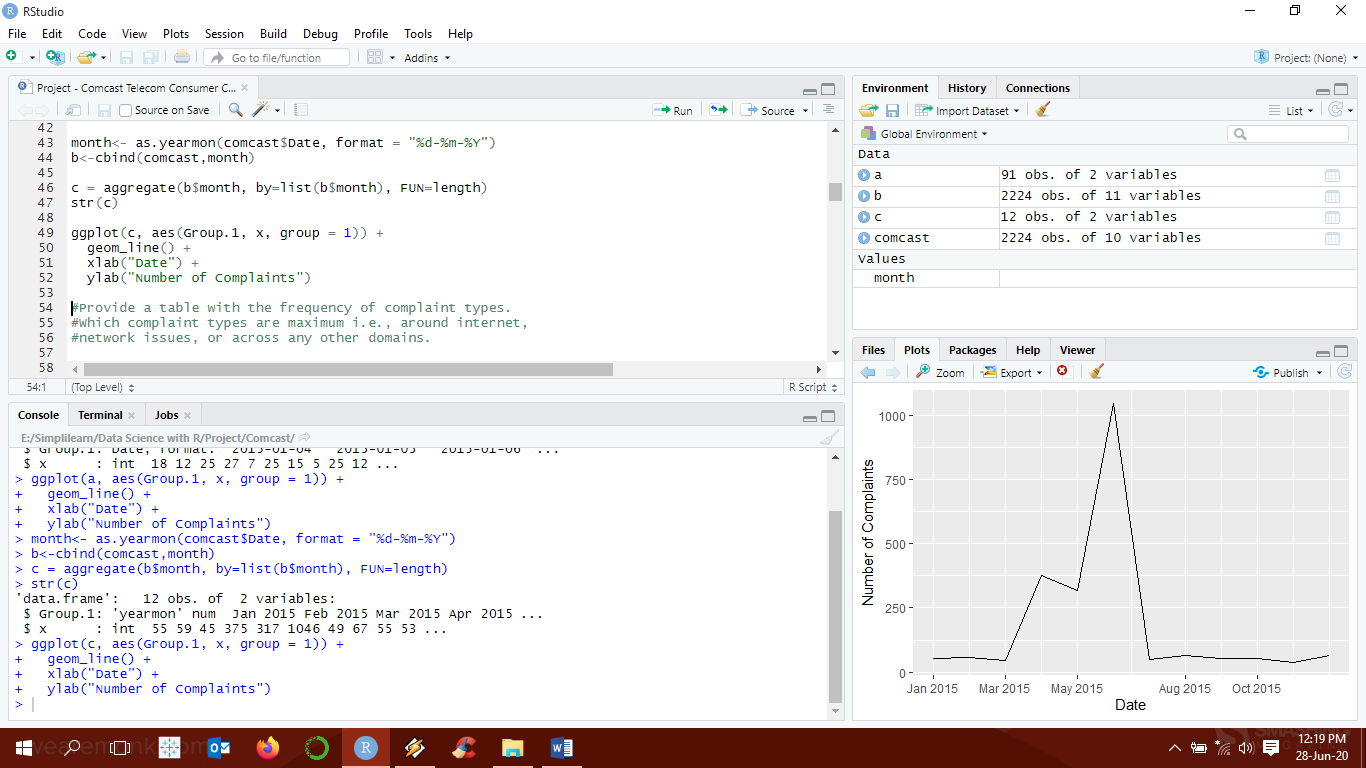 RStudio
File Edit Code View Plots Session Build Debug Profile Tools Help
Go to file/function
Addins
Project: (None)
Project - Comcast Telecom Consumer C...
Source on Save
Run
Source
42
43 month<- as.yearmon(comcast$Date, format = "%d-%m-%Y")
44 b<-cbind(comcast,month)
45
46 c = aggregate(b$month, by=list(b$month), FUN=length)
47 str(c)
48
49 ggplot(c, aes(Group.1, x, group = 1)) +
50 geom_line() +
51 xlab("Date") +
52 ylab("Number of Complaints")
53
54 #Provide a table with the frequency of complaint types.
55 #Which complaint types are maximum i.e., around internet,
56 #network issues, or across any other domains.
57
58
54:1 (Top Level) R Script
Console Terminal Jobs
E:/Simplilearn/Data Science with R/Project/Comcast/
$ Group.1: Date, format: "2015-01-04" "2015-01-05" "2015-01-06" ...
$ x : int 18 12 25 27 7 25 15 5 25 12 ...
> ggplot(a, aes(Group.1, x, group = 1)) +
+ geom_line() +
+ xlab("Date") +
+ ylab("Number of Complaints")
> month<- as.yearmon(comcast$Date, format = "%d-%m-%Y")
> b<-cbind(comcast,month)
> c = aggregate(b$month, by=list(b$month), FUN=length)
> str(c)
'data.frame': 12 obs. of 2 variables:
$ Group.1: 'yearmon' num Jan 2015 Feb 2015 Mar 2015 Apr 2015 ...
$ x : int 55 59 45 375 317 1046 49 67 55 53 ...
> ggplot(c, aes(Group.1, x, group = 1)) +
+ geom_line() +
+ xlab("Date") +
+ ylab("Number of Complaints")
>
Environment History Connections
Import Dataset
List
Global Environment
Data
a 91 obs. of 2 variables
b 2224 obs. of 11 variables
c 12 obs. of 2 variables
comcast 2224 obs. of 10 variables
Values
month
Files Plots Packages Help Viewer
Zoom Export Publish
Number of Complaints
1000
750
500
250
0
Jan 2015 Mar 2015 May 2015 Aug 2015 Oct 2015
Date
12:19 PM
28-Jun-20